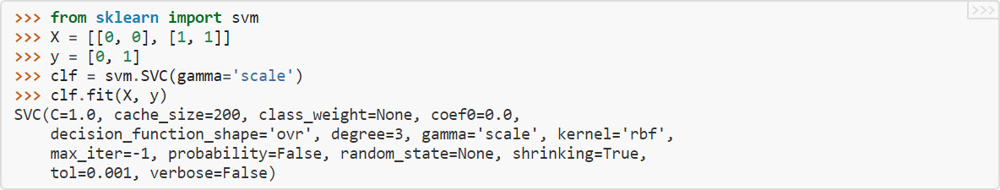 >>>
>>> from sklearn import svm
>>> X = [[0, 0], [1, 1]]
>>> y = [0, 1]
>>> clf = svm.SVC(gamma='scale')
>>> clf.fit(X, y)
SVC(C=1.0, cache_size=200, class_weight=None, coef0=0.0,
    decision_function_shape='ovr', degree=3, gamma='scale', kernel='rbf',
    max_iter=-1, probability=False, random_state=None, shrinking=True,
    tol=0.001, verbose=False)